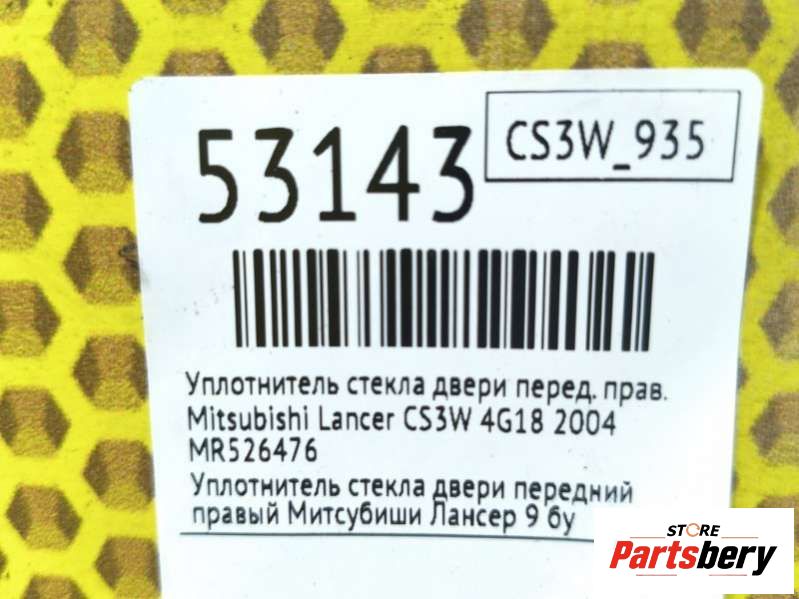 53143
CS3W_935
Уплотнитель стекла двери перед. прав.
Mitsubishi Lancer CS3W 4G18 2004
MR526476
Уплотнитель стекла двери передний
правый Митсубиши Лансер 9 бу
STORE
Partsbery